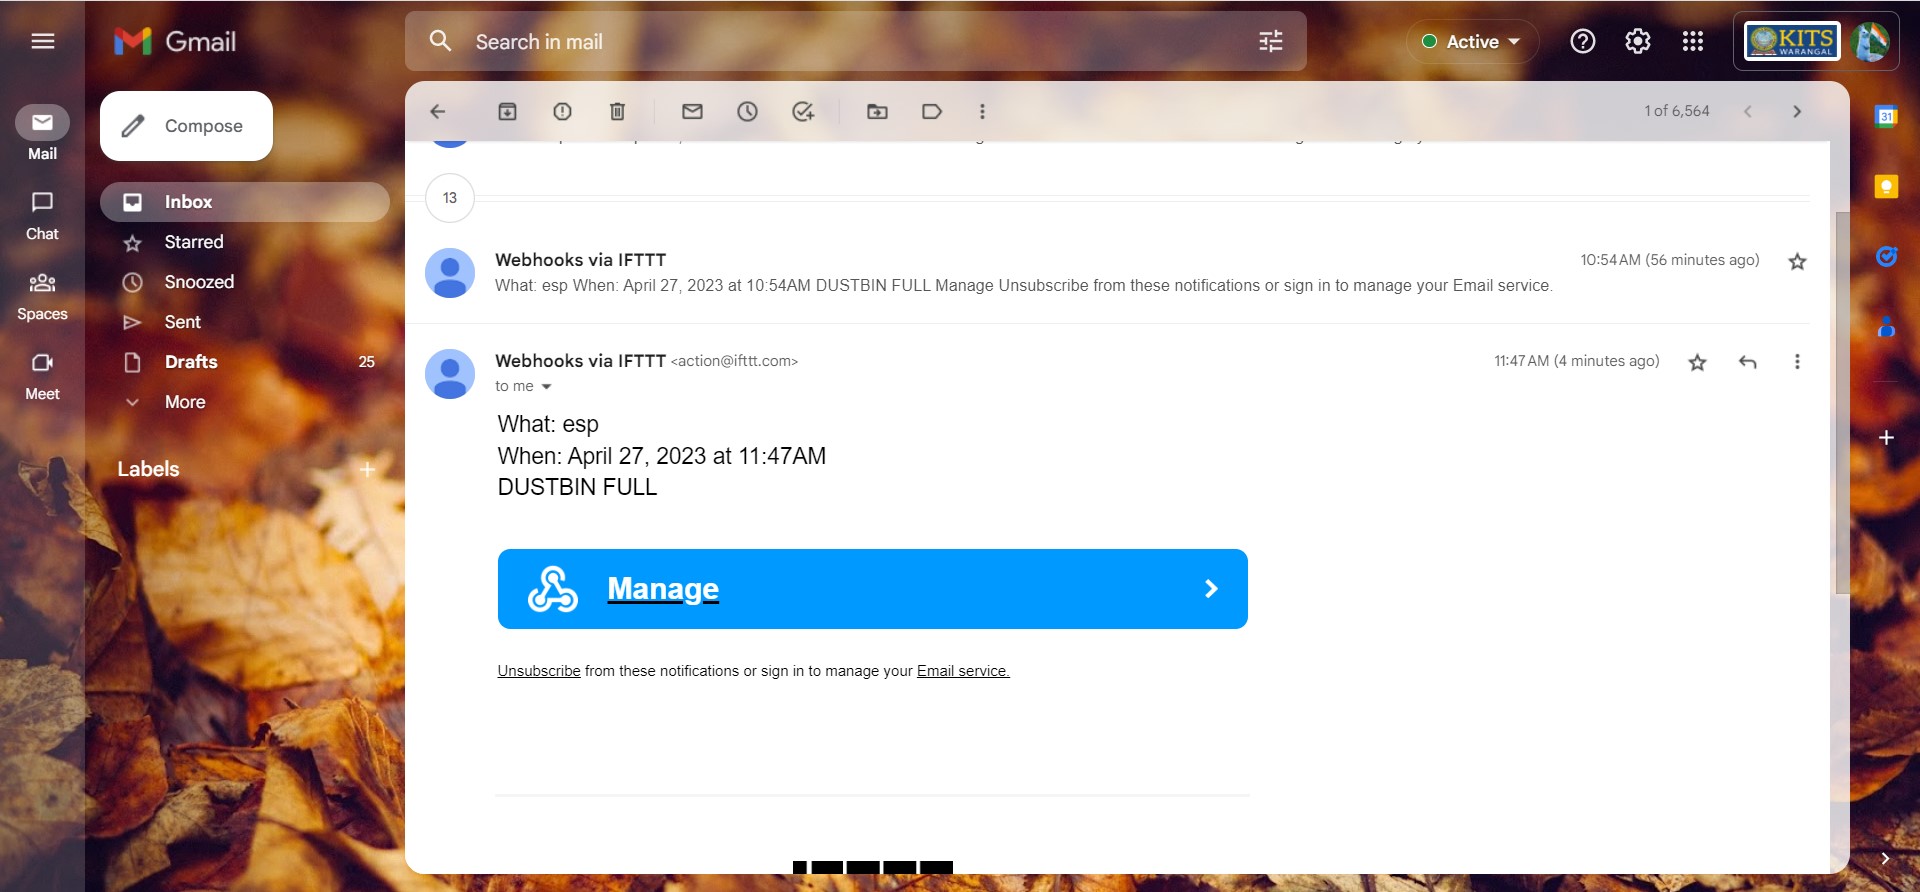 Gmail
Search in mail
Active
KITS
WARANGAL
Mail
Compose
1 of 6,564
31
Chat
Inbox
13
Starred
Snoozed
Spaces
Sent
Drafts 25
Meet
More
Labels
Webhooks via IFTTT 10:54 AM (56 minutes ago)
What: esp When: April 27, 2023 at 10:54AM DUSTBIN FULL Manage Unsubscribe from these notifications or sign in to manage your Email service.
Webhooks via IFTTT <action@ifttt.com> 11:47 AM (4 minutes ago)
to me
What: esp
When: April 27, 2023 at 11:47AM
DUSTBIN FULL
Manage
Unsubscribe from these notifications or sign in to manage your Email service.